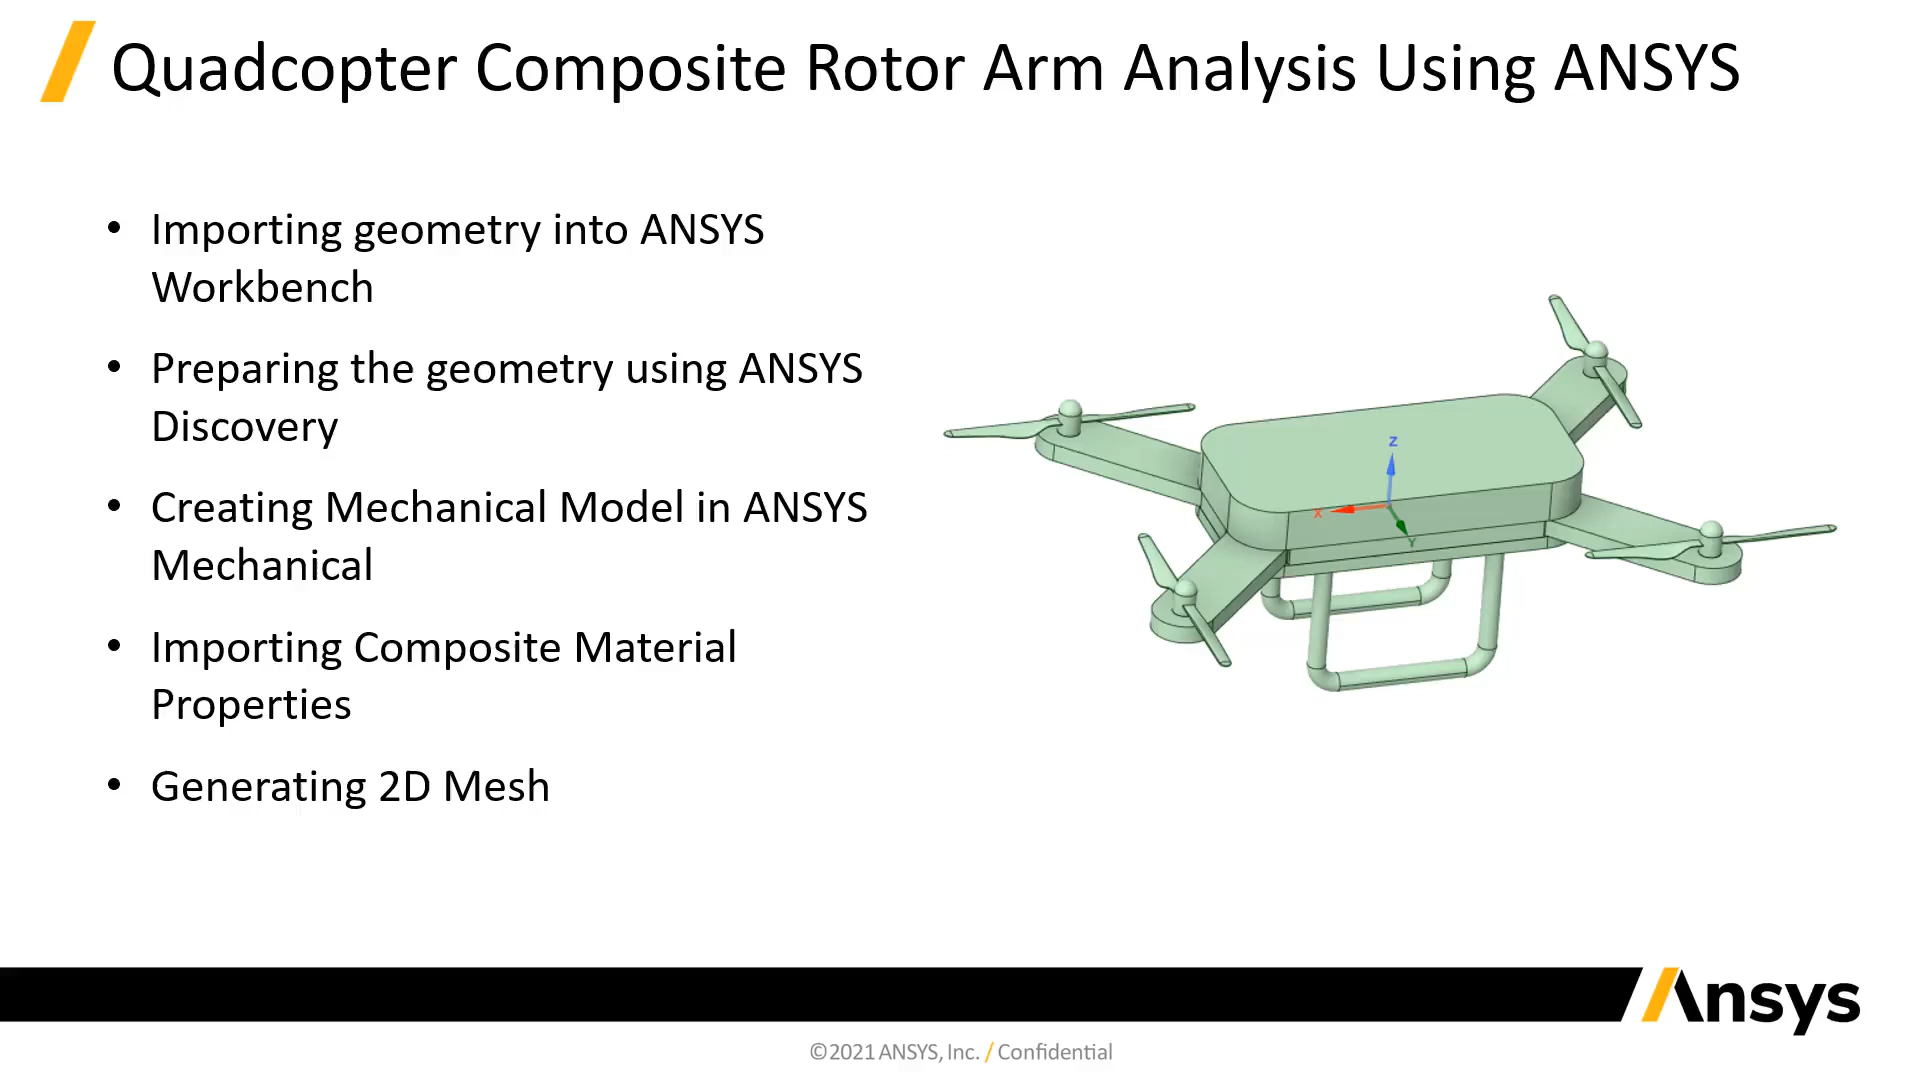 Quadcopter Composite Rotor Arm Analysis Using ANSYS
• Importing geometry into ANSYS
Workbench
• Preparing the geometry using ANSYS
Discovery
• Creating Mechanical Model in ANSYS
Mechanical
• Importing Composite Material
Properties
• Generating 2D Mesh
Z
X
Y
Ansys
©2021 ANSYS, Inc. / Confidential